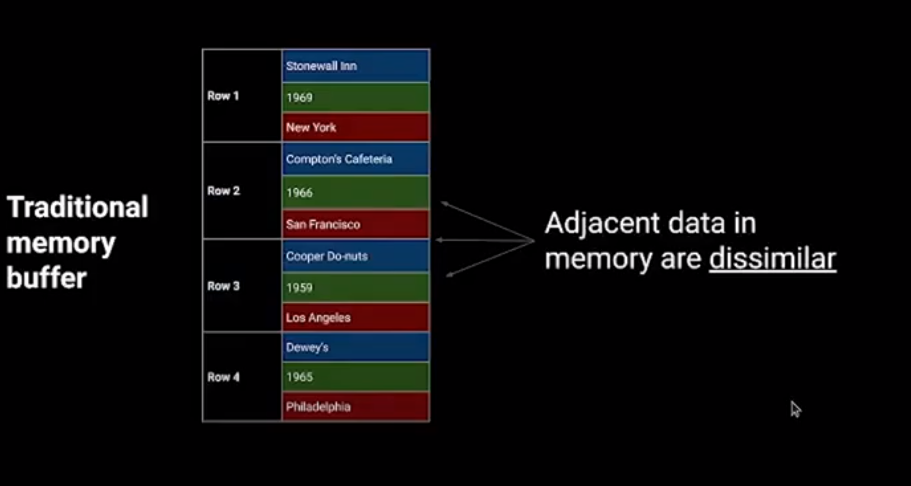 Traditional
memory
buffer
Row 1
Stonewall Inn
1969
New York
Row 2
Compton's Cafeteria
1966
San Francisco
Row 3
Cooper Do-nuts
1959
Los Angeles
Row 4
Dewey's
1965
Philadelphia
Adjacent data in
memory are dissimilar